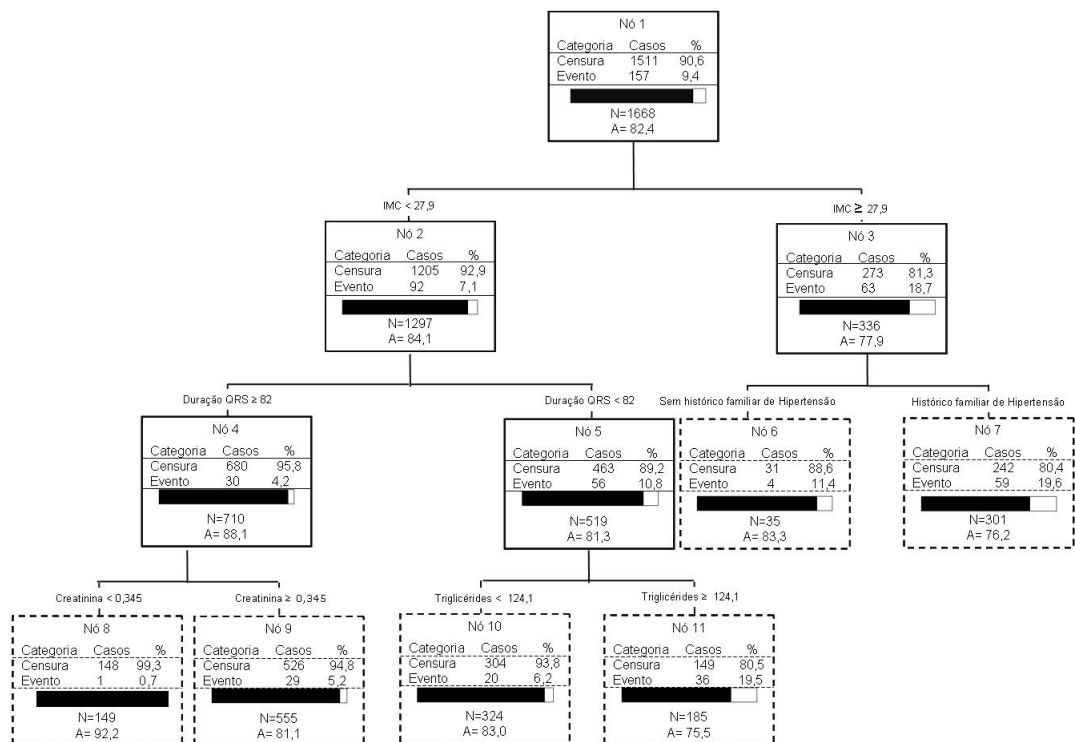 Nó 1
Categoria Casos %
Censura 1511 90,6
Evento 157 9,4
N=1668
A= 82,4
IMC < 27,9
IMC ≥ 27,9
Nó 2
Categoria Casos %
Censura 1205 92,9
Evento 92 7,1
N=1297
A= 84,1
Nó 3
Categoria Casos %
Censura 273 81,3
Evento 63 18,7
N=336
A= 77,9
Duração QRS ≥ 82
Duração QRS < 82
Sem histórico familiar de Hipertensão
Histórico familiar de Hipertensão
Nó 4
Categoria Casos %
Censura 680 95,8
Evento 30 4,2
N=710
A= 88,1
Nó 5
Categoria Casos %
Censura 463 89,2
Evento 56 10,8
N=519
A= 81,3
Nó 6
Categoria Casos %
Censura 31 88,6
Evento 4 11,4
N=35
A= 83,3
Nó 7
Categoria Casos %
Censura 242 80,4
Evento 59 19,6
N=301
A= 76,2
Creatinina < 0,345
Creatinina ≥ 0,345
Triglicérides < 124,1
Triglicérides ≥ 124,1
Nó 8
Categoria Casos %
Censura 148 99,3
Evento 1 0,7
N=149
A= 92,2
Nó 9
Categoria Casos %
Censura 526 94,8
Evento 29 5,2
N=555
A= 81,1
Nó 10
Categoria Casos %
Censura 304 93,8
Evento 20 6,2
N=324
A= 83,0
Nó 11
Categoria Casos %
Censura 149 80,5
Evento 36 19,5
N=185
A= 75,5